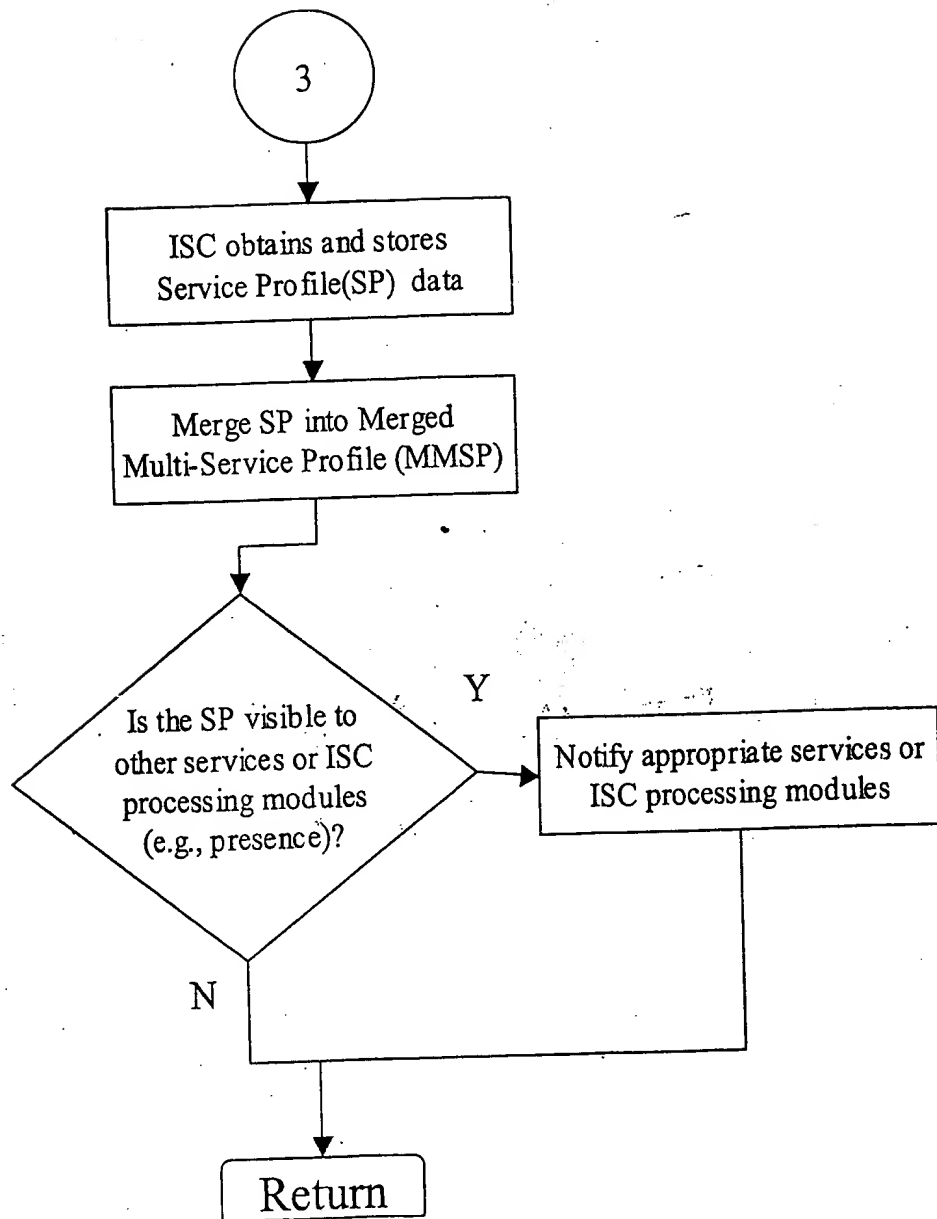 3
ISC obtains and stores
Service Profile(SP) data
Merge SP into Merged
Multi-Service Profile (MMSP)
Is the SP visible to
other services or ISC
processing modules
(e.g., presence)?
Y
Notify appropriate services or
ISC processing modules
N
Return